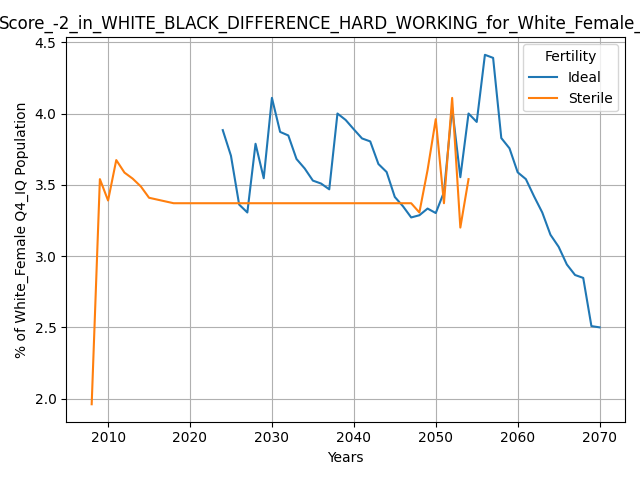 Score_-2_in_WHITE_BLACK_DIFFERENCE_HARD_WORKING_for_White_Female_
4.5
4.0
3.5
3.0
2.5
2.0
% of White_Female Q4_IQ Population
Fertility
Ideal
Sterile
2010 2020 2030 2040 2050 2060 2070
Years